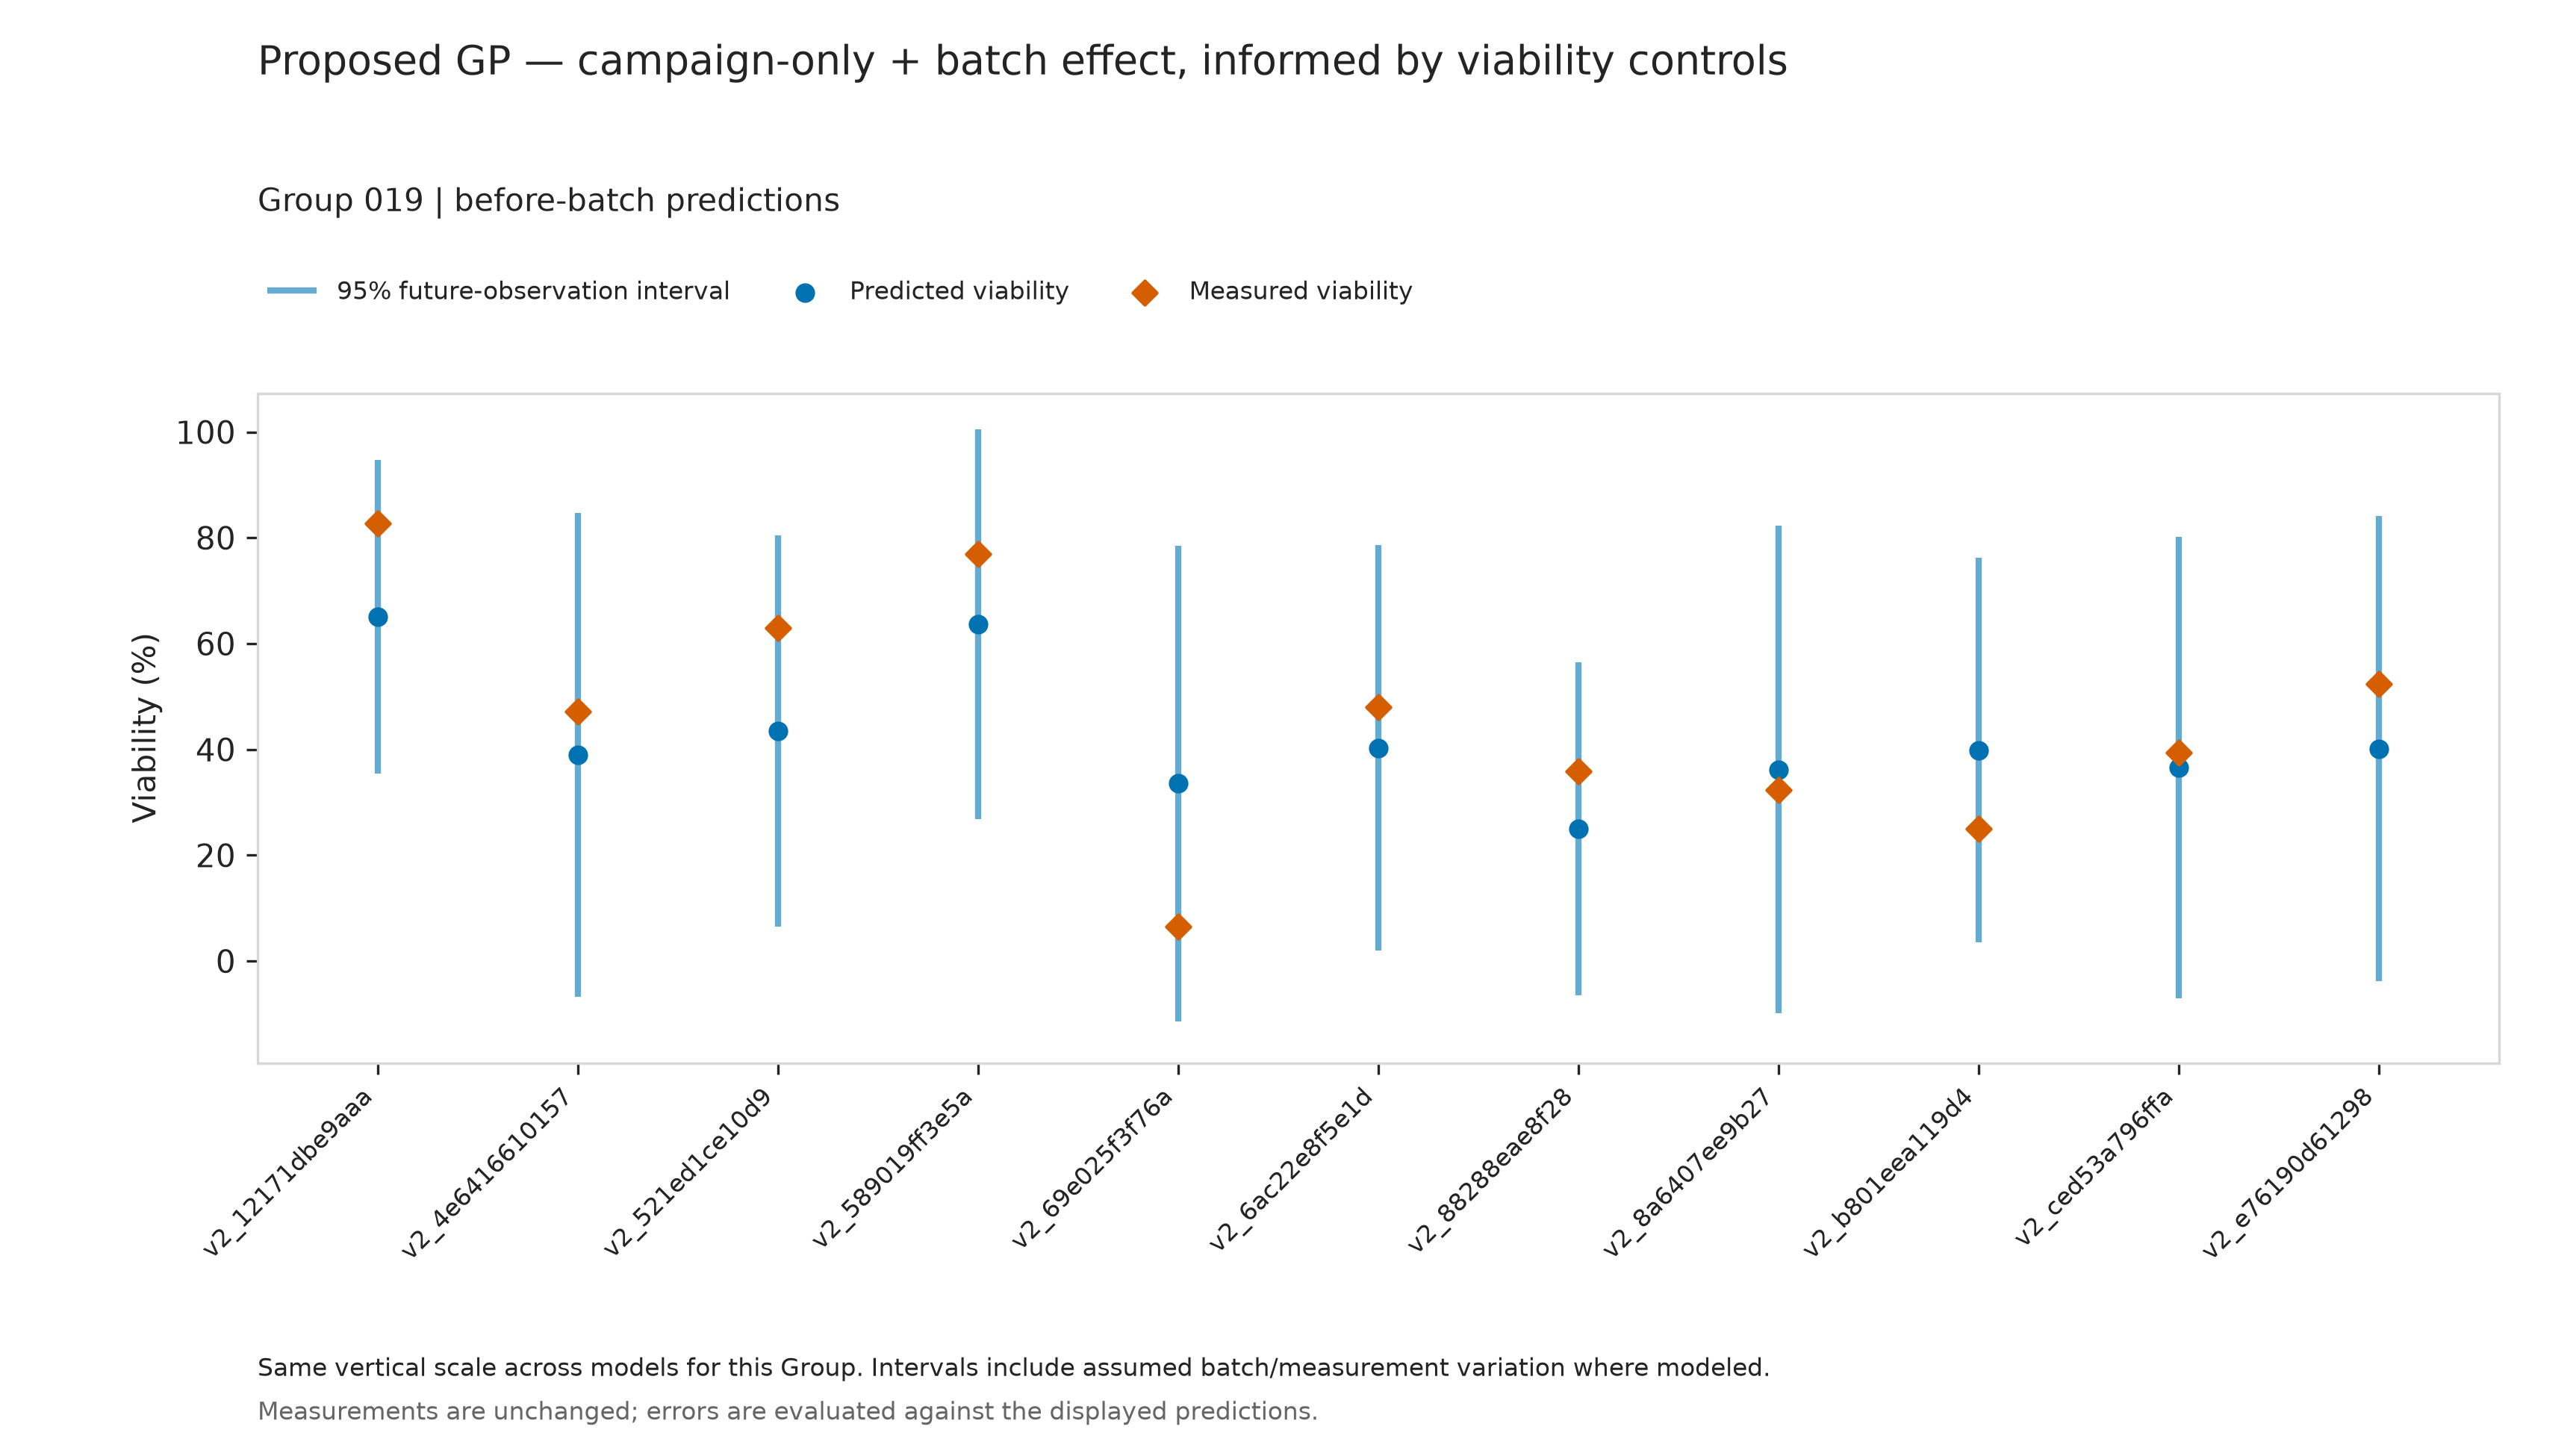 Proposed GP — campaign-only + batch effect, informed by viability controls
Group 019 | before-batch predictions
95% future-observation interval
Predicted viability
Measured viability
Viability (%)
100
80
60
40
20
0
v2_12171dbe9aaa
v2_4e6416610157
v2_521ed1ce10d9
v2_589019ff3e5a
v2_69e025f3f76a
v2_6ac22e8f5e1d
v2_88288eae8f28
v2_8a6407ee9b27
v2_b801eea119d4
v2_ced53a796ffa
v2_e76190d61298
Same vertical scale across models for this Group. Intervals include assumed batch/measurement variation where modeled.
Measurements are unchanged; errors are evaluated against the displayed predictions.